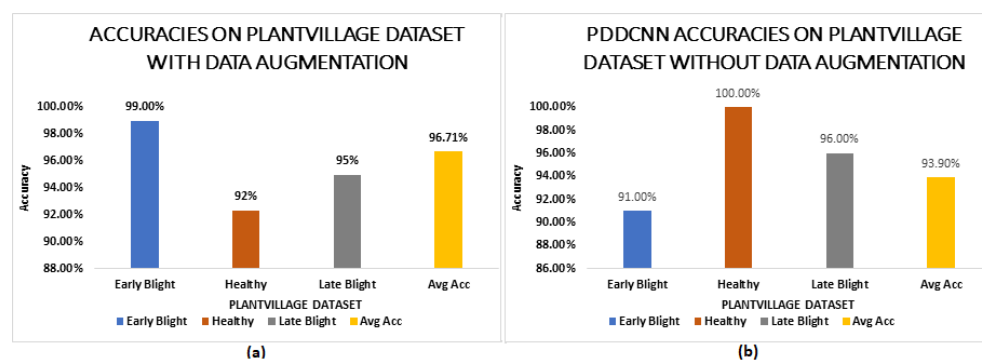 ACCURACIES ON PLANTVILLAGE DATASET
WITH DATA AUGMENTATION
100.00%
98.00%
96.00%
94.00%
92.00%
90.00%
88.00%
Accuracy
99.00%
92%
95%
96.71%
Early Blight Healthy Late Blight Avg Acc
PLANTVILLAGE DATASET
Early Blight Healthy Late Blight Avg Acc
(a)
PDDCNN ACCURACIES ON PLANTVILLAGE
DATASET WITHOUT DATA AUGMENTATION
100.00%
98.00%
96.00%
94.00%
92.00%
90.00%
88.00%
86.00%
Accuracy
91.00%
100.00%
96.00%
93.90%
Early Blight Healthy Late Blight Avg Acc
PLANTVILLAGE DATASET
Early Blight Healthy Late Blight Avg Acc
(b)